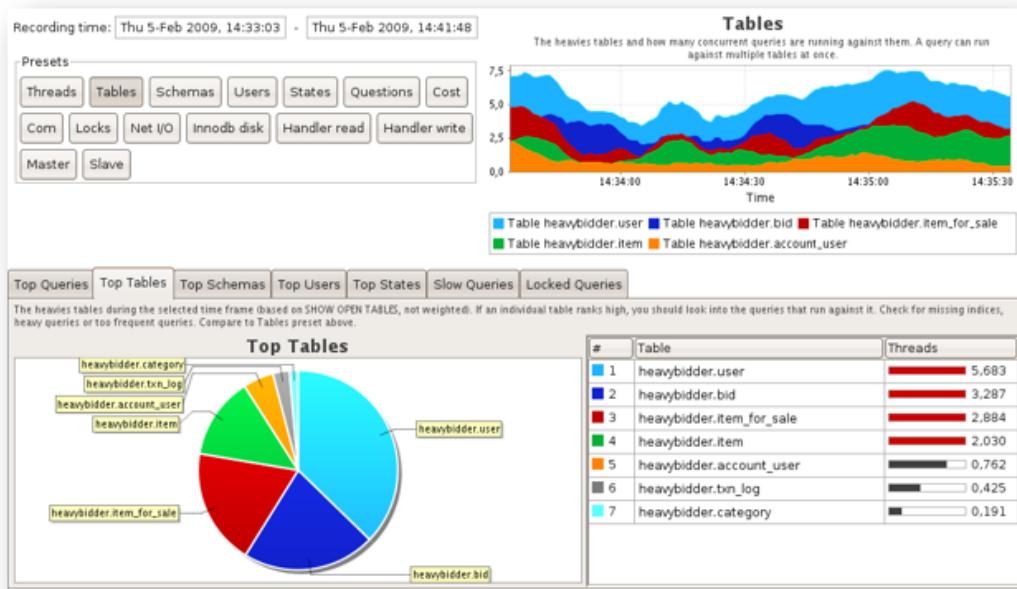 Recording time: Thu 5-Feb 2009, 14:33:03 - Thu 5-Feb 2009, 14:41:48
Presets
Threads Tables Schemas Users States Questions Cost
Com Locks Net I/O Innodb disk Handler read Handler write
Master Slave
Tables
The heavies tables and how many concurrent queries are running against them. A query can run
against multiple tables at once.
7,5
5,0
2,5
0,0
14:34:00 14:34:30 14:35:00 14:35:30
Time
Table heavybidder.user Table heavybidder.bid Table heavybidder.item_for_sale
Table heavybidder.item Table heavybidder.account_user
Top Queries Top Tables Top Schemas Top Users Top States Slow Queries Locked Queries
The heavies tables during the selected time frame (based on SHOW OPEN TABLES, not weighted). If an individual table ranks high, you should look into the queries that run against it. Check for missing indices,
heavy queries or too frequent queries. Compare to Tables preset above.
Top Tables
heavybidder.category
heavybidder.txn_log
heavybidder.account_user
heavybidder.item
heavybidder.user
heavybidder.item_for_sale
heavybidder.bid
# Table Threads
1 heavybidder.user 5,683
2 heavybidder.bid 3,287
3 heavybidder.item_for_sale 2,884
4 heavybidder.item 2,030
5 heavybidder.account_user 0,762
6 heavybidder.txn_log 0,425
7 heavybidder.category 0,191